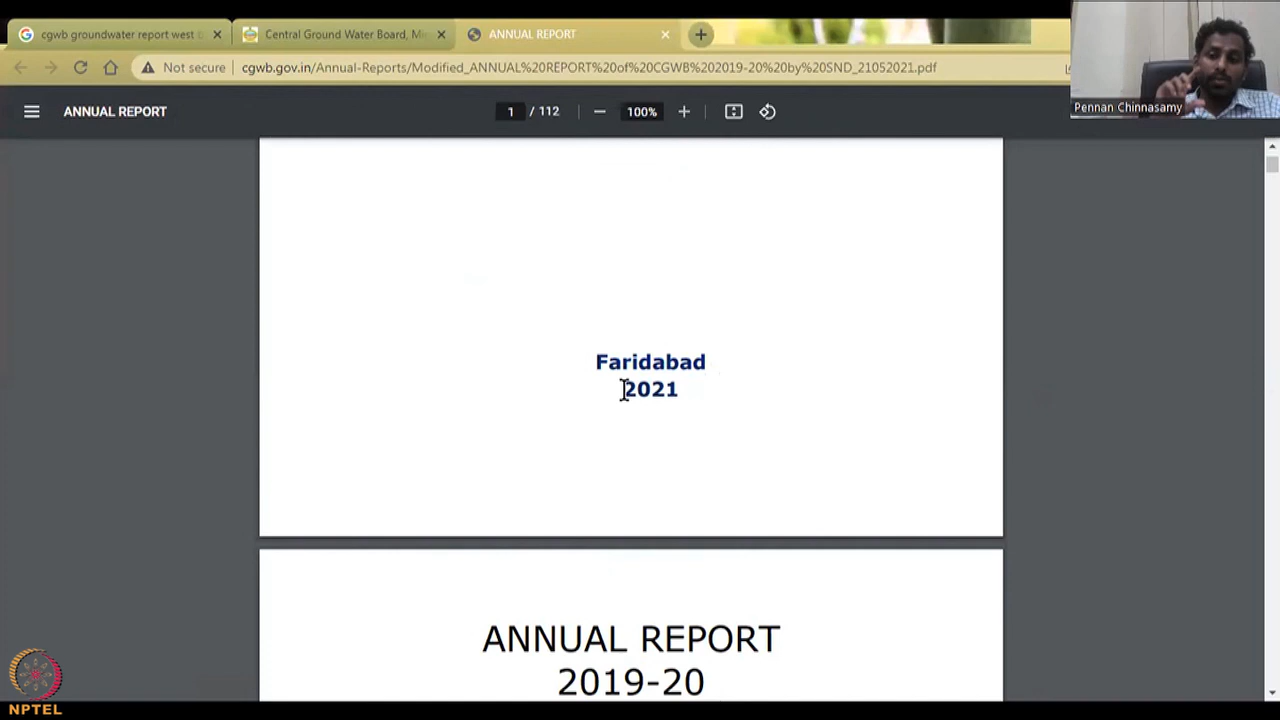 cgwb groundwater report west
Central Ground Water Board, Mi
ANNUAL REPORT
Not secure
cgwb.gov.in/Annual-Reports/Modified_ANNUAL%20REPORT%20of%20CGWB%202019-20%20by%20SND_21052021.pdf
Pennan Chinnasamy
ANNUAL REPORT
1 / 112
100%
Faridabad
2021
ANNUAL REPORT
2019-20
NPTEL